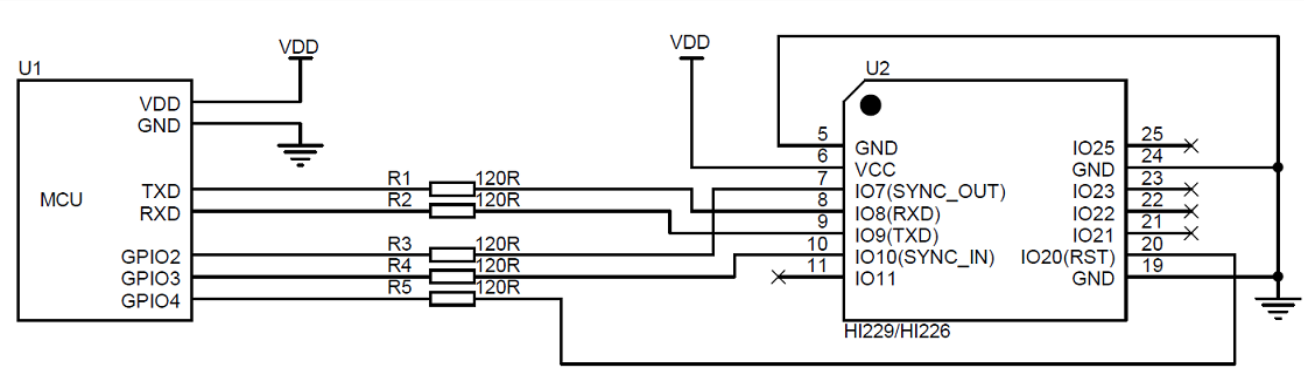 VDD
VDD
U1
U2
VDD
GND
MCU
TXD
RXD
GPIO2
GPIO3
GPIO4
R1 120R
R2 120R
R3 120R
R4 120R
R5 120R
5 GND
6 VCC
7 IO7(SYNC_OUT)
8 IO8(RXD)
9 IO9(TXD)
10 IO10(SYNC_IN)
11 IO11
IO25 25
GND 24
IO23 23
IO22 22
IO21 21
IO20(RST) 20
GND 19
HI229/HI226